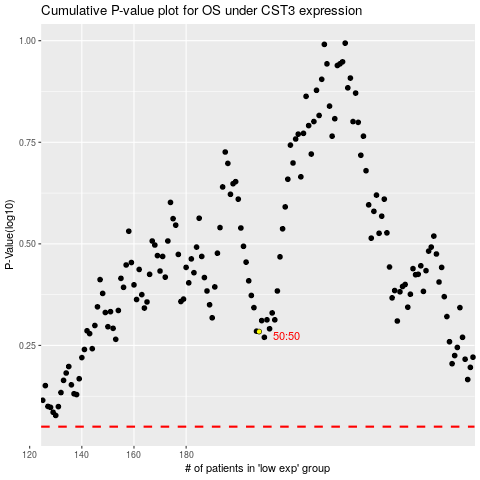 Cumulative P-value plot for OS under CST3 expression
P-Value(log10)
1.00
0.75
0.50
0.25
50:50
120 140 160 180
# of patients in 'low exp' group